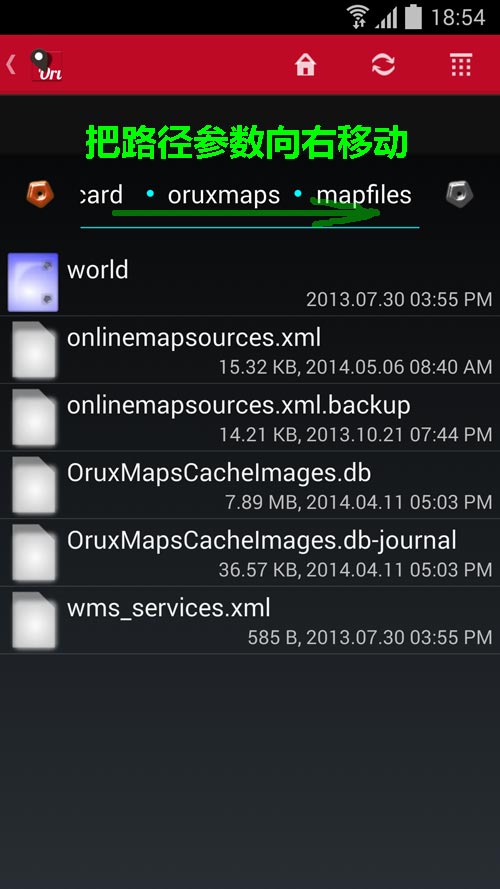 18:54
Oru
把路径参数向右移动
card • oruxmaps • mapfiles
world
2013.07.30 03:55 PM
onlinemapsources.xml
15.32 KB, 2014.05.06 08:40 AM
onlinemapsources.xml.backup
14.21 KB, 2013.10.21 07:44 PM
OruxMapsCacheImages.db
7.89 MB, 2014.04.11 05:03 PM
OruxMapsCacheImages.db-journal
36.57 KB, 2014.04.11 05:03 PM
wms_services.xml
585 B, 2013.07.30 03:55 PM